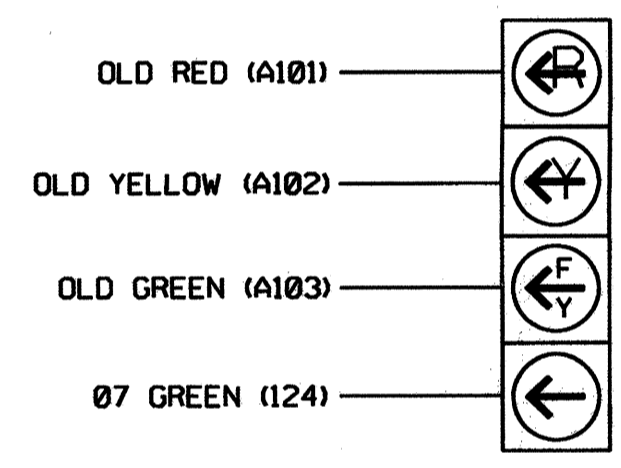 OLD RED (A101)
R
OLD YELLOW (A102)
Y
OLD GREEN (A103)
F
Y
07 GREEN (124)